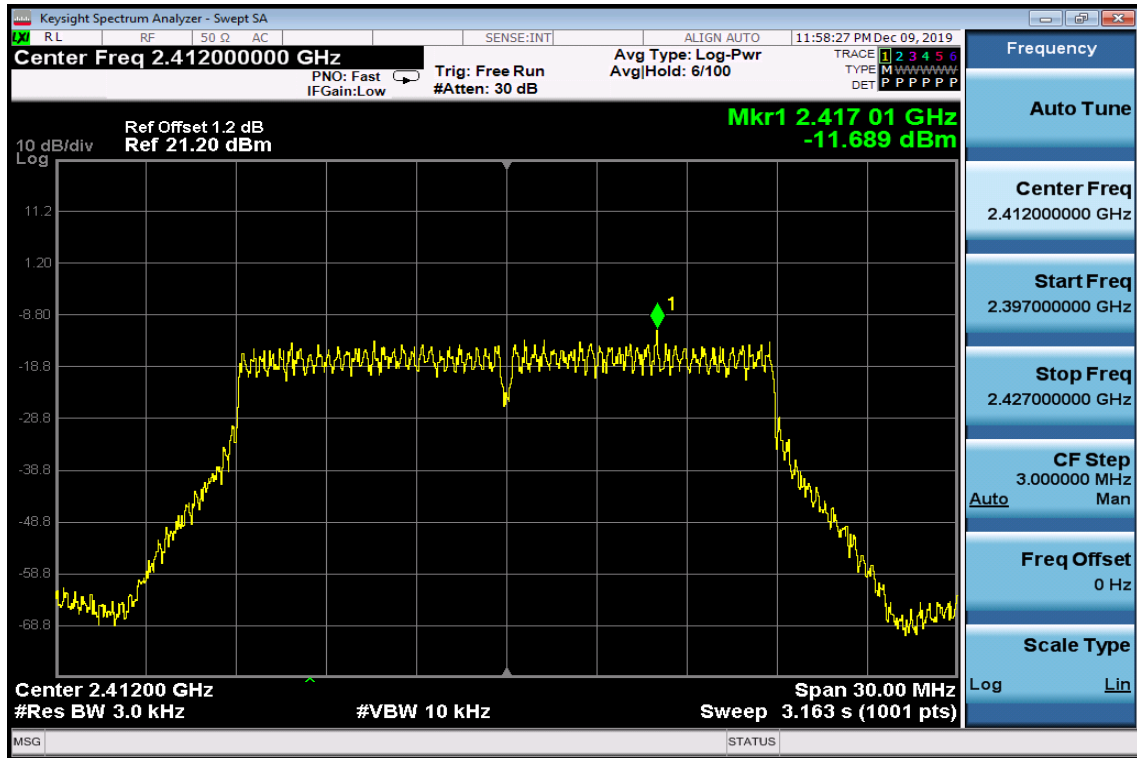 Keysight Spectrum Analyzer - Swept SA
LXI RL RF 50 Ω AC SENSE:INT ALIGN AUTO 11:58:27 PM Dec 09, 2019
Center Freq 2.412000000 GHz
PNO: Fast
IFGain:Low
Trig: Free Run
#Atten: 30 dB
Avg Type: Log-Pwr
Avg|Hold: 6/100
TRACE 1 2 3 4 5 6
TYPE M WWWWW
DET P P P P P P
Mkr1 2.417 01 GHz
-11.689 dBm
Ref Offset 1.2 dB
10 dB/div Ref 21.20 dBm
Log
11.2
1.20
-8.80
-18.8
-28.8
-38.8
-48.8
-58.8
-68.8
1
Center 2.41200 GHz Span 30.00 MHz
#Res BW 3.0 kHz #VBW 10 kHz Sweep 3.163 s (1001 pts)
MSG STATUS
Frequency
Auto Tune
Center Freq
2.412000000 GHz
Start Freq
2.397000000 GHz
Stop Freq
2.427000000 GHz
CF Step
3.000000 MHz
Auto Man
Freq Offset
0 Hz
Scale Type
Log Lin